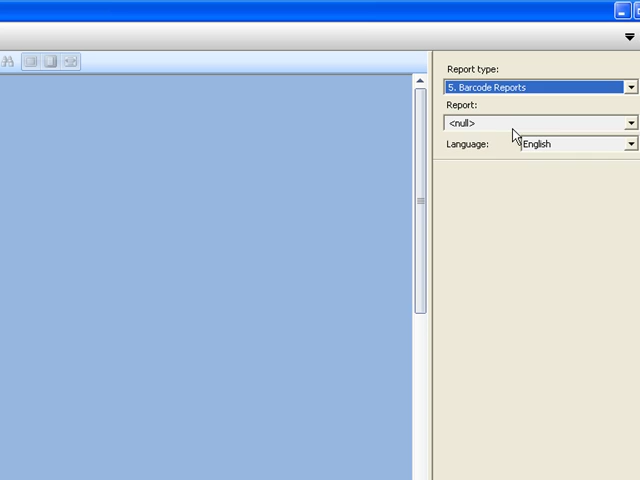 Report type:
5. Barcode Reports
Report:
<null>
Language:
English